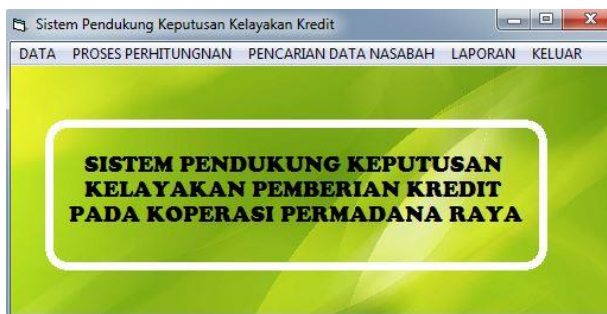 Sistem Pendukung Keputusan Kelayakan Kredit
DATA PROSES PERHITUNGNAN PENCARIAN DATA NASABAH LAPORAN KELUAR
SISTEM PENDUKUNG KEPUTUSAN
KELAYAKAN PEMBERIAN KREDIT
PADA KOPERASI PERMADANA RAYA